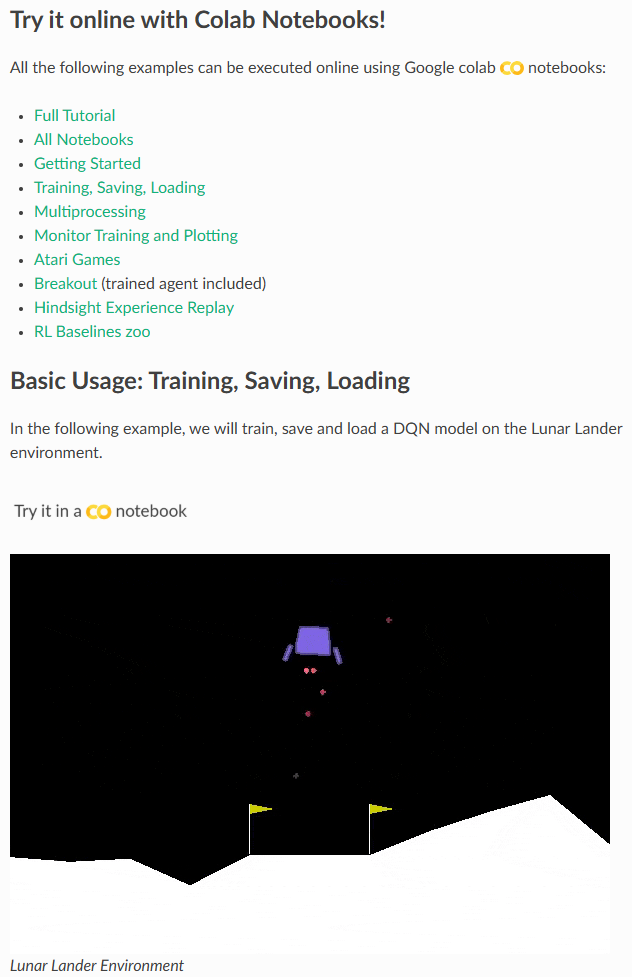 Try it online with Colab Notebooks!
All the following examples can be executed online using Google colab CO notebooks:
Full Tutorial
All Notebooks
Getting Started
Training, Saving, Loading
Multiprocessing
Monitor Training and Plotting
Atari Games
Breakout (trained agent included)
Hindsight Experience Replay
RL Baselines zoo
Basic Usage: Training, Saving, Loading
In the following example, we will train, save and load a DQN model on the Lunar Lander
environment.
Try it in a CO notebook
Lunar Lander Environment